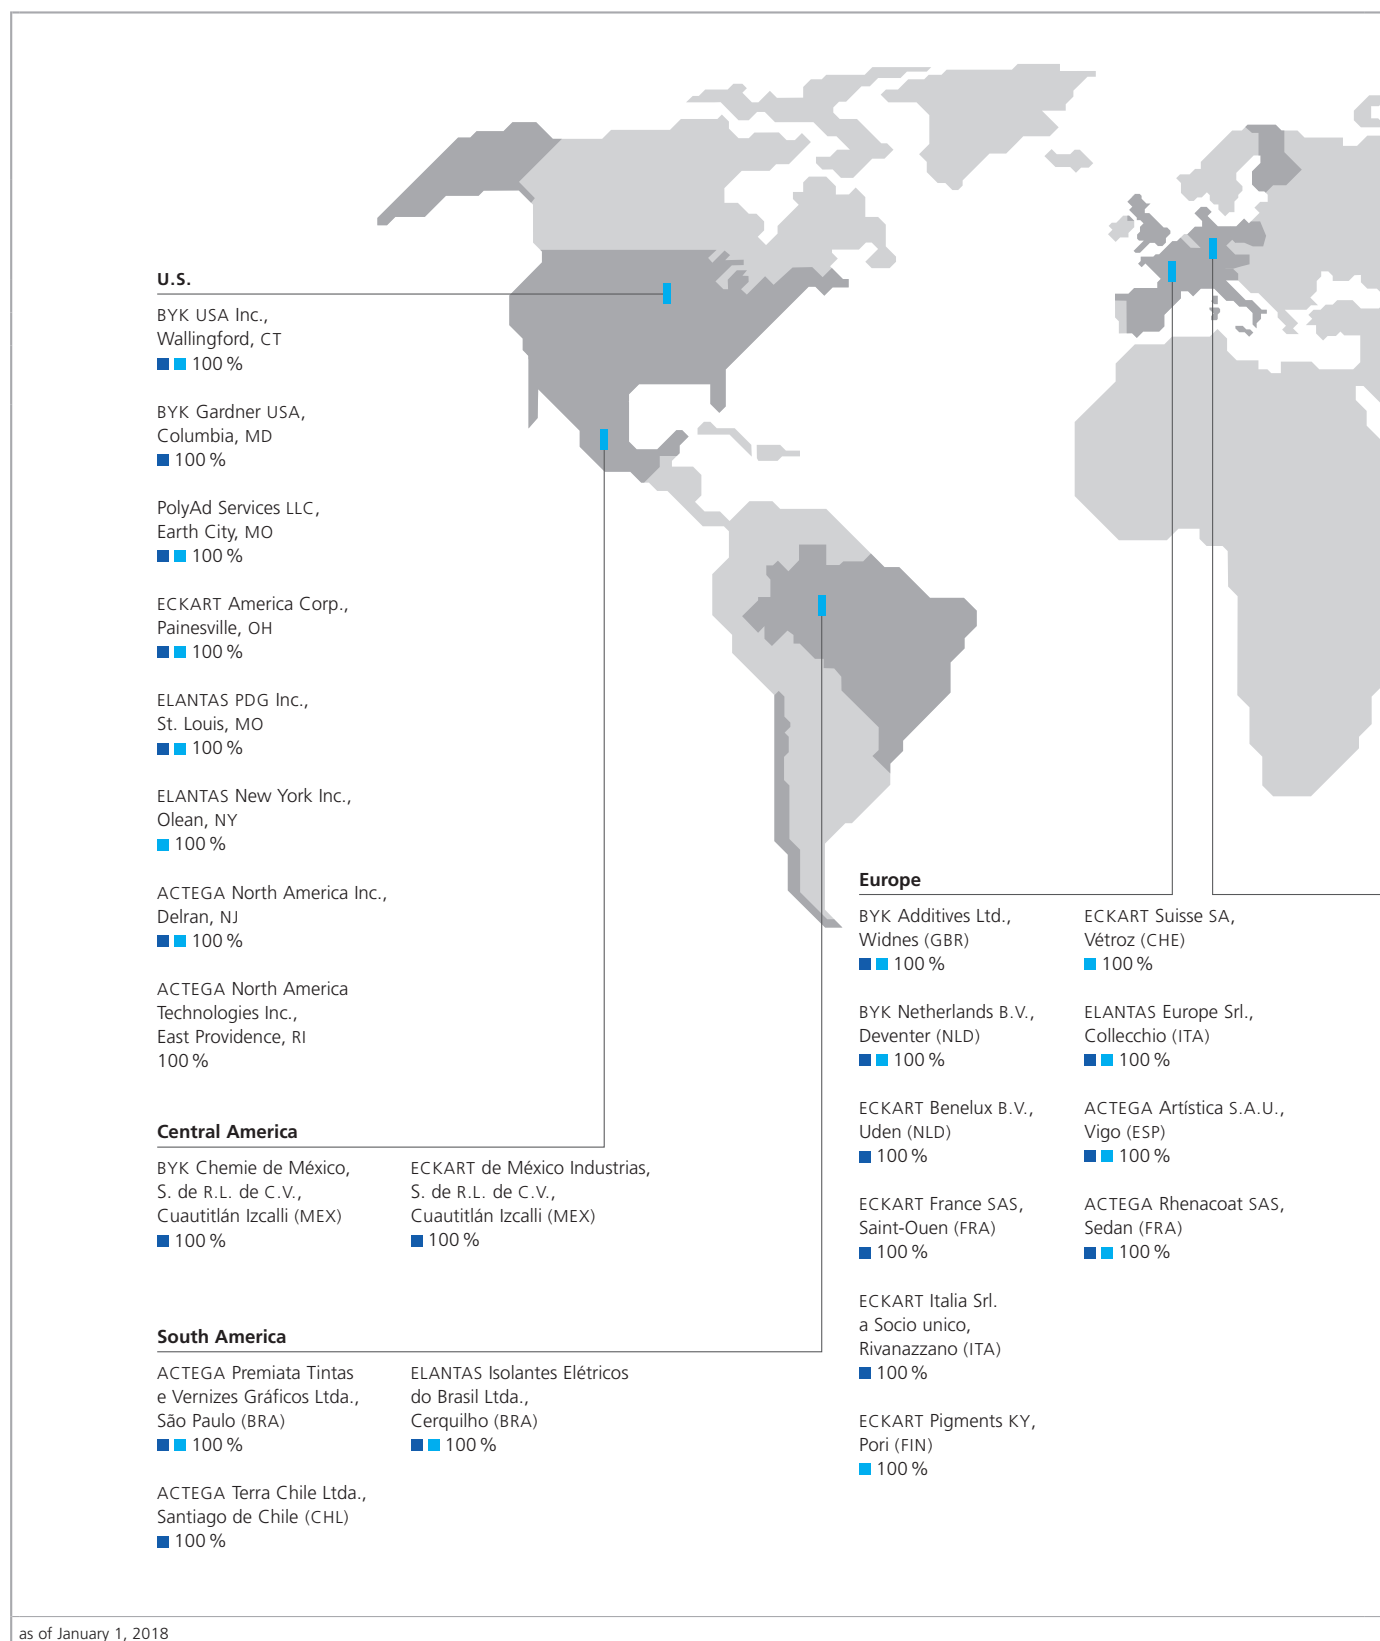 U.S.
BYK USA Inc.,
Wallingford, CT
100 %
BYK Gardner USA,
Columbia, MD
100 %
PolyAd Services LLC,
Earth City, MO
100 %
ECKART America Corp.,
Painesville, OH
100 %
ELANTAS PDG Inc.,
St. Louis, MO
100 %
ELANTAS New York Inc.,
Olean, NY
100 %
ACTEGA North America Inc.,
Delran, NJ
100 %
ACTEGA North America
Technologies Inc.,
East Providence, RI
100 %
Central America
BYK Chemie de México,
S. de R.L. de C.V.,
Cuautitlán Izcalli (MEX)
100 %
ECKART de México Industrias,
S. de R.L. de C.V.,
Cuautitlán Izcalli (MEX)
100 %
South America
ACTEGA Premiata Tintas
e Vernizes Gráficos Ltda.,
São Paulo (BRA)
100 %
ACTEGA Terra Chile Ltda.,
Santiago de Chile (CHL)
100 %
ELANTAS Isolantes Elétricos
do Brasil Ltda.,
Cerquilho (BRA)
100 %
Europe
BYK Additives Ltd.,
Widnes (GBR)
100 %
BYK Netherlands B.V.,
Deventer (NLD)
100 %
ECKART Benelux B.V.,
Uden (NLD)
100 %
ECKART France SAS,
Saint-Ouen (FRA)
100 %
ECKART Italia Srl.
a Socio unico,
Rivanazzano (ITA)
100 %
ECKART Pigments KY,
Pori (FIN)
100 %
ECKART Suisse SA,
Vétroz (CHE)
100 %
ELANTAS Europe Srl.,
Collecchio (ITA)
100 %
ACTEGA Artística S.A.U.,
Vigo (ESP)
100 %
ACTEGA Rhenacoat SAS,
Sedan (FRA)
100 %
as of January 1, 2018